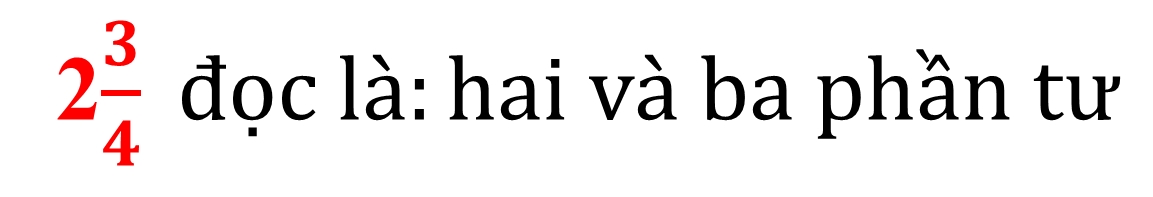 2 3/4 đọc là: hai và ba phần tư